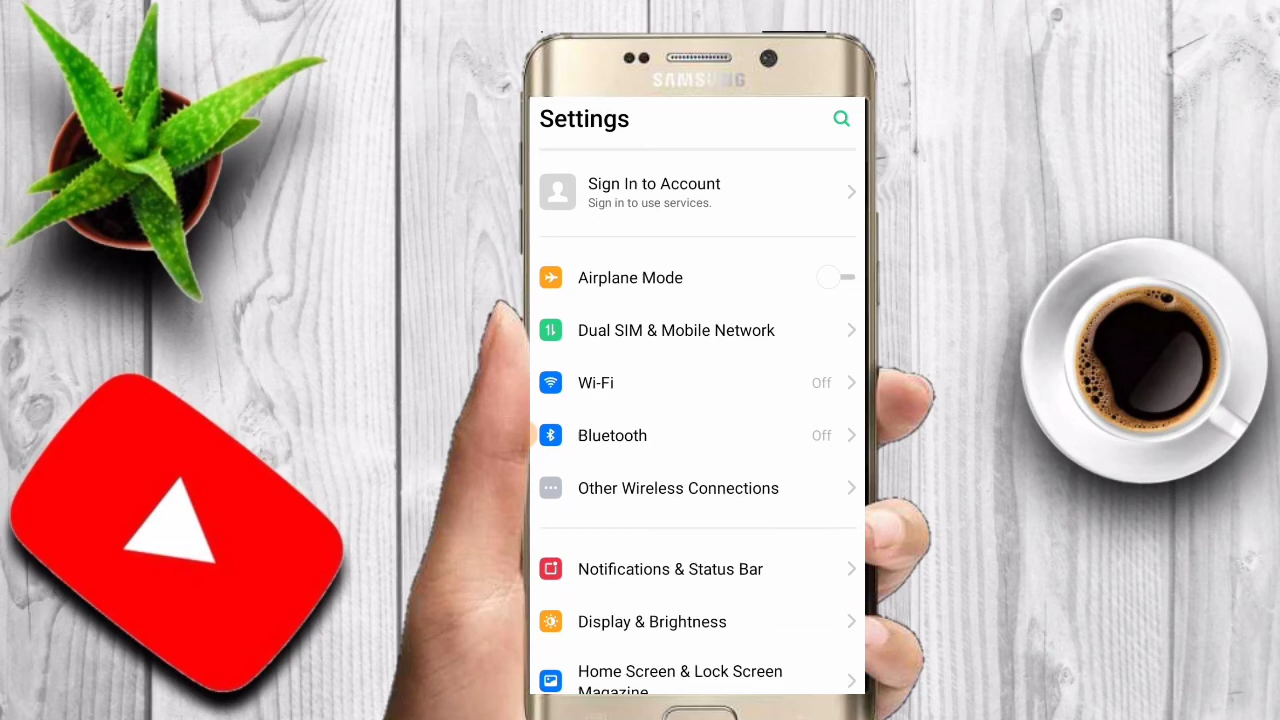 SAMSUNG
Settings
Sign In to Account
Sign in to use services.
Airplane Mode
Dual SIM & Mobile Network
Wi-Fi Off
Bluetooth Off
Other Wireless Connections
Notifications & Status Bar
Display & Brightness
Home Screen & Lock Screen
Magazine